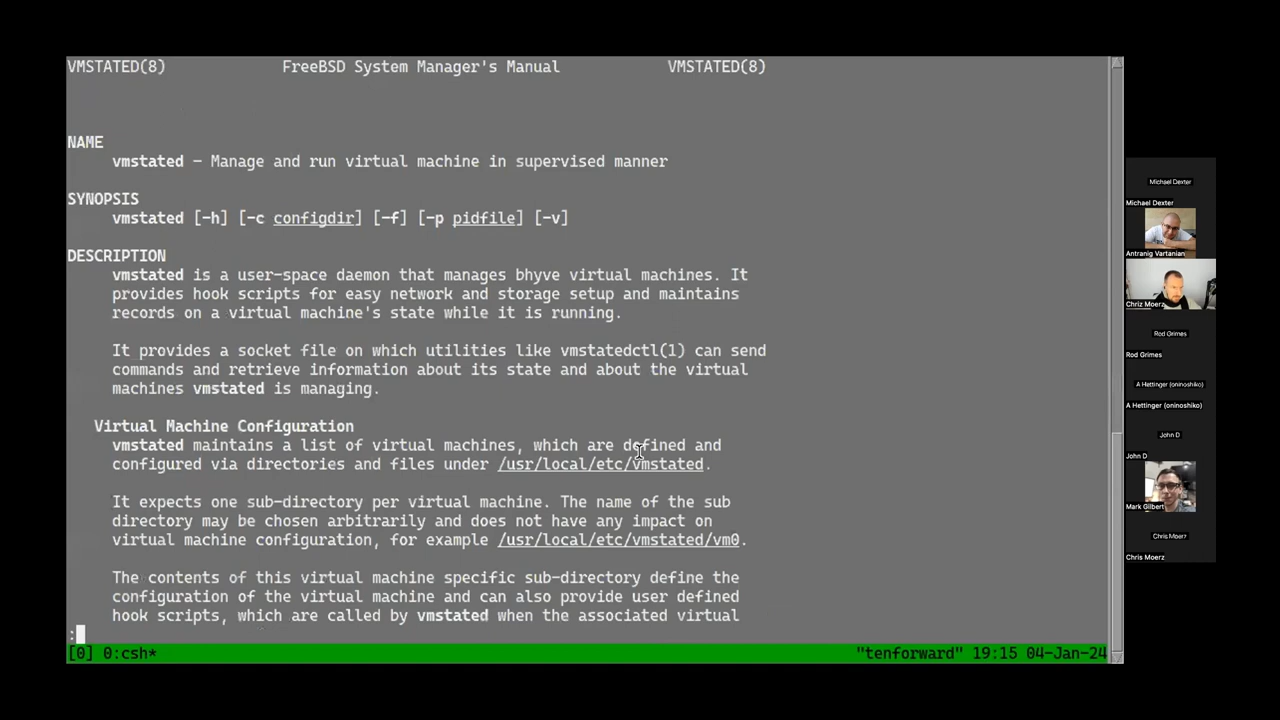 VMSTATED(8) FreeBSD System Manager's Manual VMSTATED(8)
NAME
vmstated – Manage and run virtual machine in supervised manner
SYNOPSIS
vmstated [-h] [-c configdir] [-f] [-p pidfile] [-v]
DESCRIPTION
vmstated is a user-space daemon that manages bhyve virtual machines. It
provides hook scripts for easy network and storage setup and maintains
records on a virtual machine's state while it is running.
It provides a socket file on which utilities like vmstatedctl(1) can send
commands and retrieve information about its state and about the virtual
machines vmstated is managing.
Virtual Machine Configuration
vmstated maintains a list of virtual machines, which are defined and
configured via directories and files under /usr/local/etc/vmstated.
It expects one sub-directory per virtual machine. The name of the sub
directory may be chosen arbitrarily and does not have any impact on
virtual machine configuration, for example /usr/local/etc/vmstated/vm0.
The contents of this virtual machine specific sub-directory define the
configuration of the virtual machine and can also provide user defined
hook scripts, which are called by vmstated when the associated virtual
:
[0] 0:csh* "tenforward" 19:15 04-Jan-24
Michael Dexter
Michael Dexter
Antranig Vartanian
Chriz Moerz
Rod Grimes
Rod Grimes
A Hettinger (oninoshiko)
A Hettinger (oninoshiko)
John D
John D
Mark Gilbert
Chris Moerz
Chris Moerz